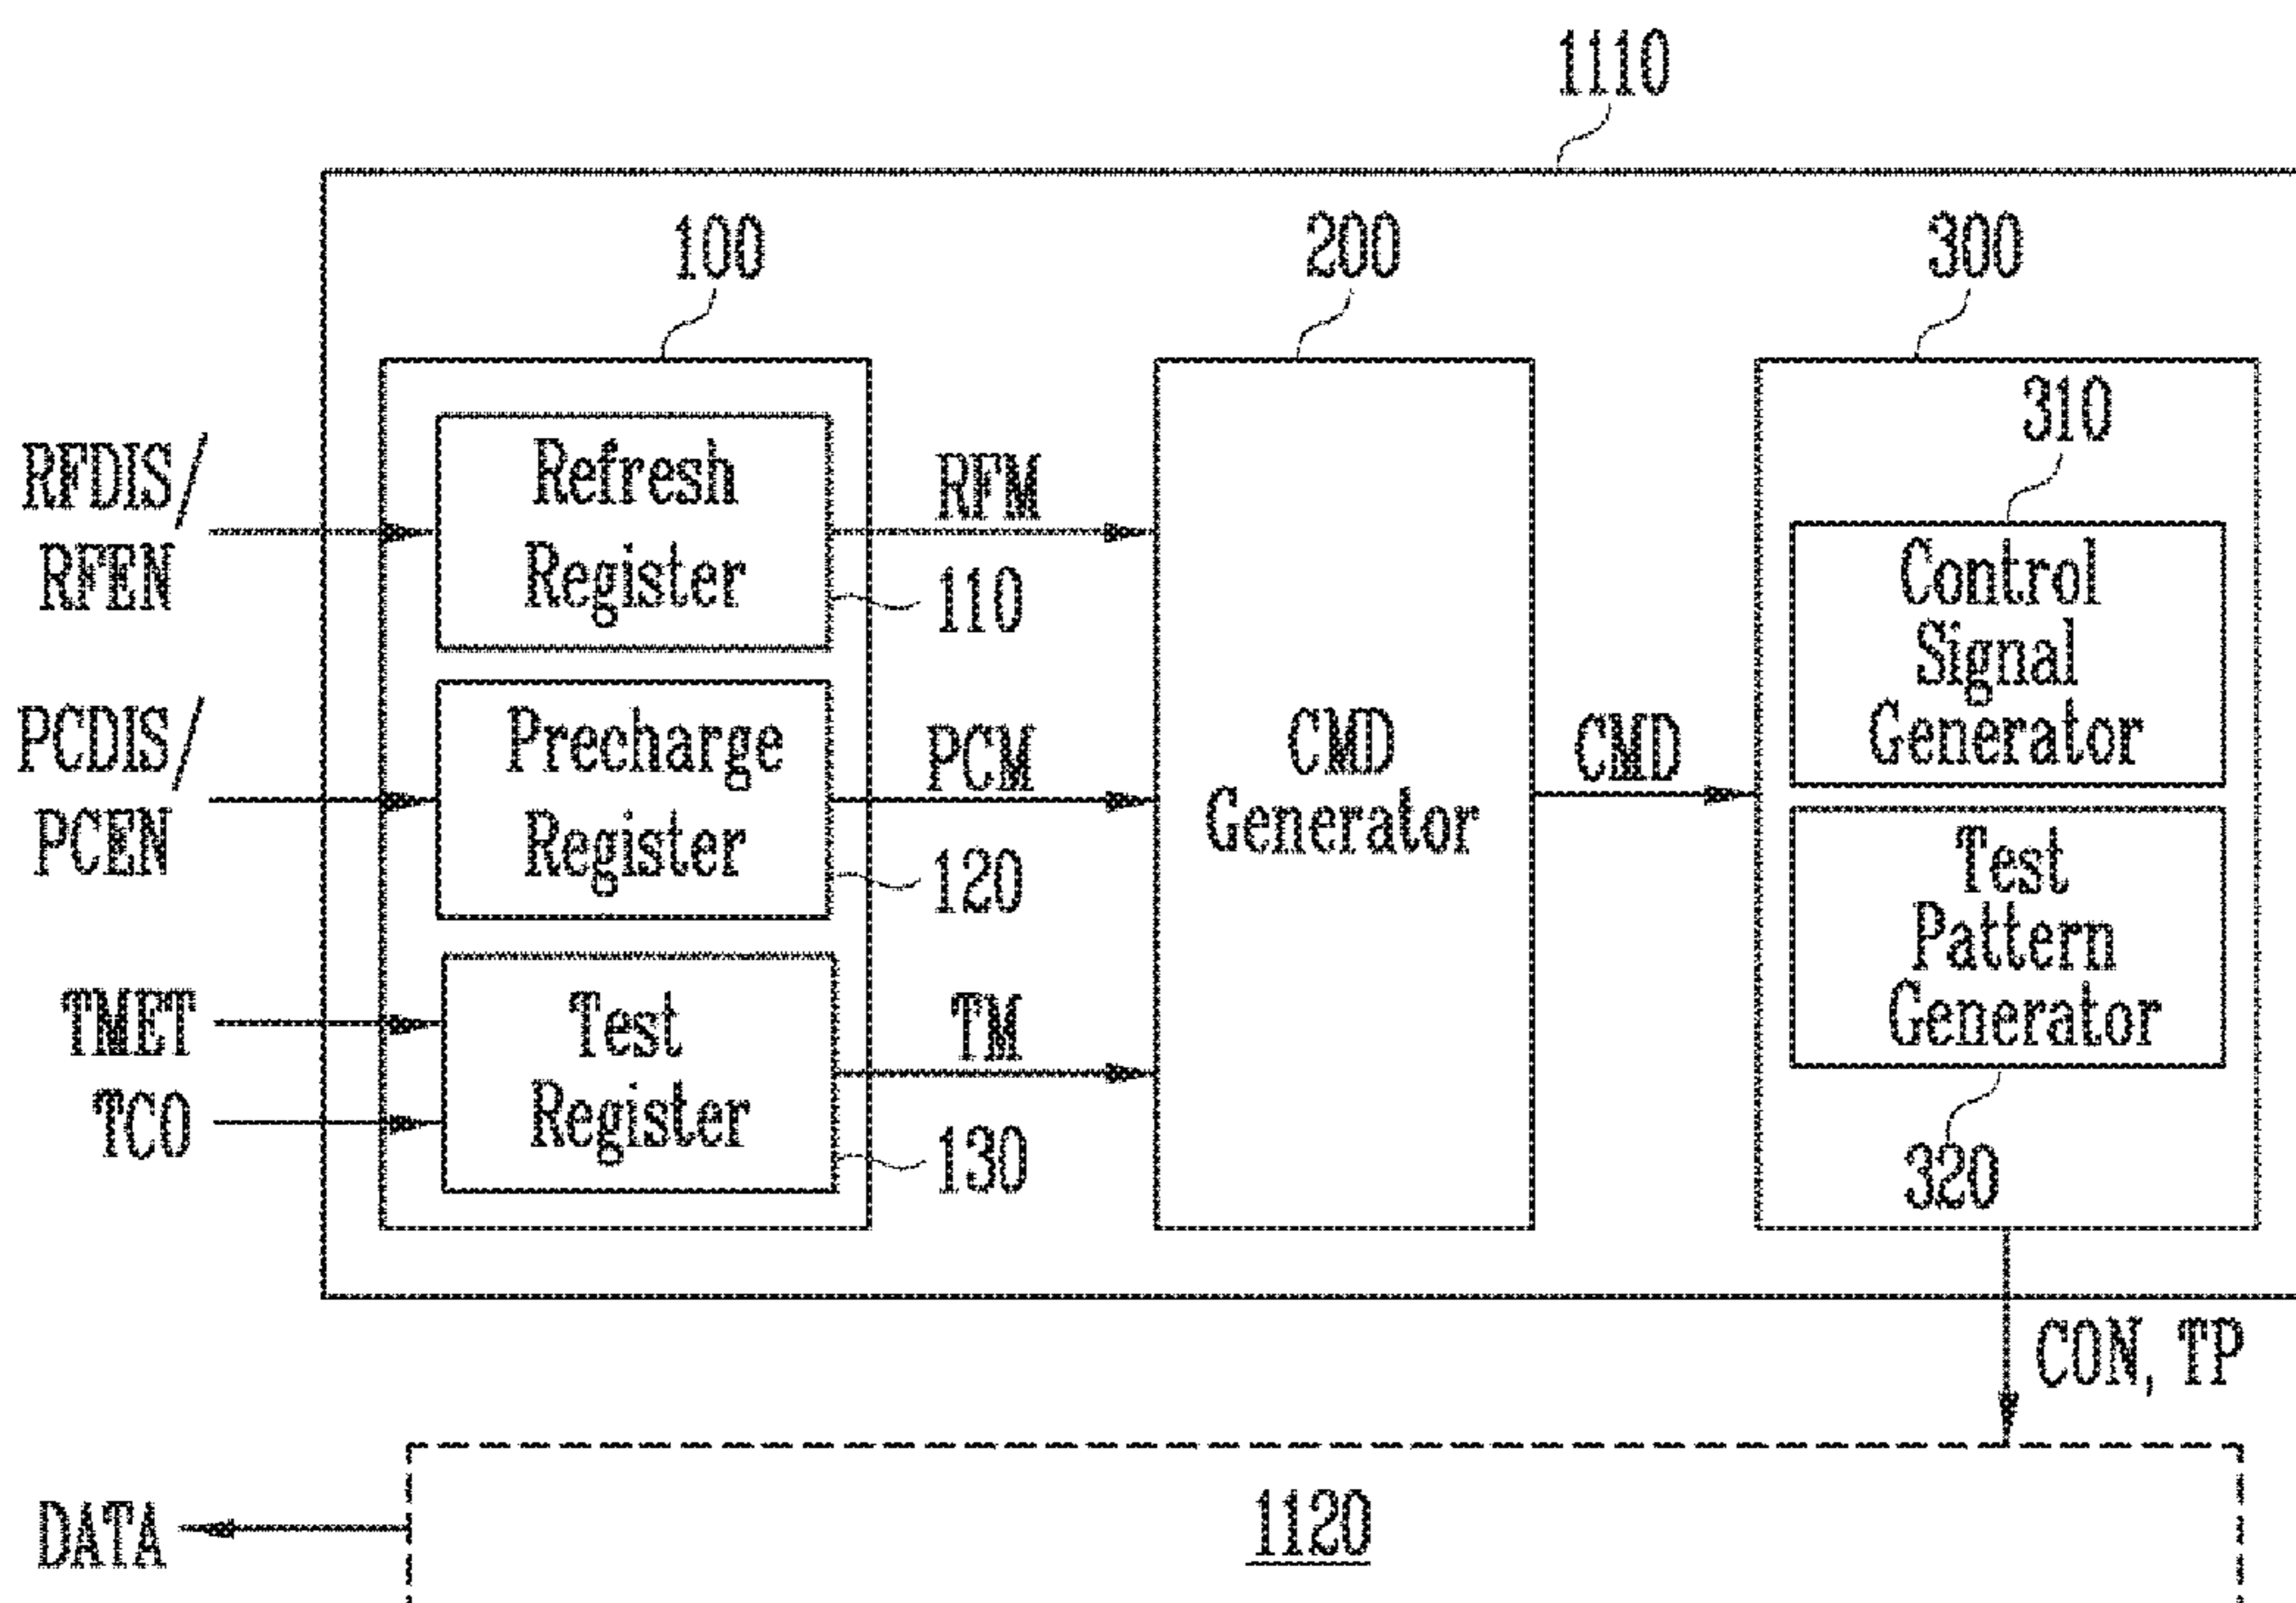 1110
100
200
300
310
RFDIS/
RFEN
Refresh
Register
RFM
110
Control
Signal
Generator
PCDIS/
PCEN
Precharge
Register
PCM
120
CMD
Generator
CMD
Test
Pattern
Generator
320
TMET
TCO
Test
Register
TM
130
CON, TP
DATA
1120